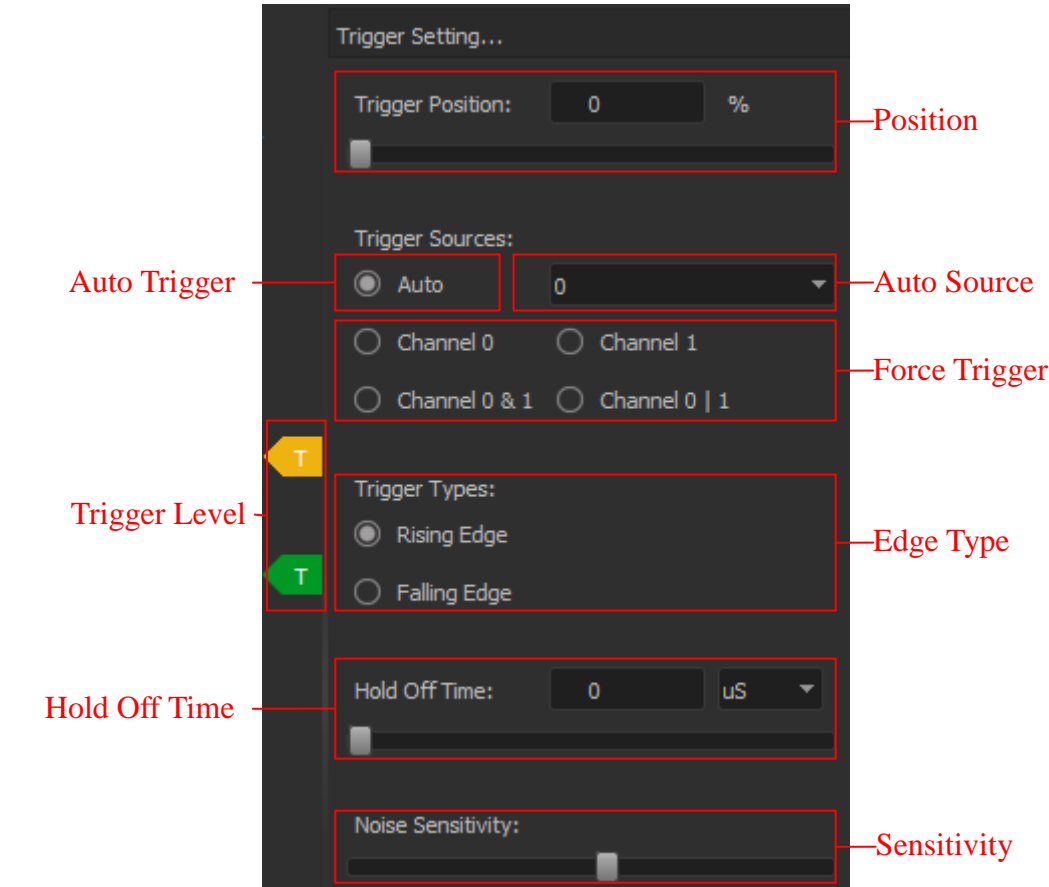 Trigger Setting...
Trigger Position: 0 %
Position
Trigger Sources:
Auto Trigger
Auto 0
Auto Source
Channel 0 Channel 1
Force Trigger
Channel 0 & 1 Channel 0 | 1
T
Trigger Types:
Trigger Level
Rising Edge
Edge Type
T
Falling Edge
Hold Off Time: 0 uS
Hold Off Time
Noise Sensitivity:
Sensitivity